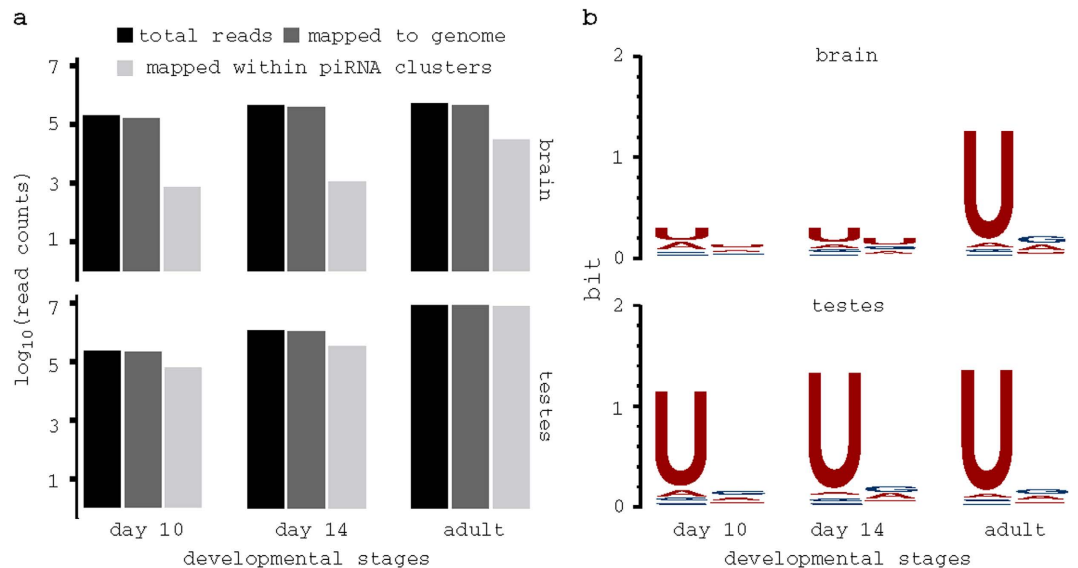 a
total reads
mapped to genome
mapped within piRNA clusters
log10(read counts)
7
5
3
1
brain
7
5
3
1
testes
day 10
day 14
adult
developmental stages
b
bit
2
1
0
brain
U
A
U
A
U
A
G
A
2
1
0
testes
U
A
G
A
U
A
G
A
U
A
G
A
day 10
day 14
adult
developmental stages